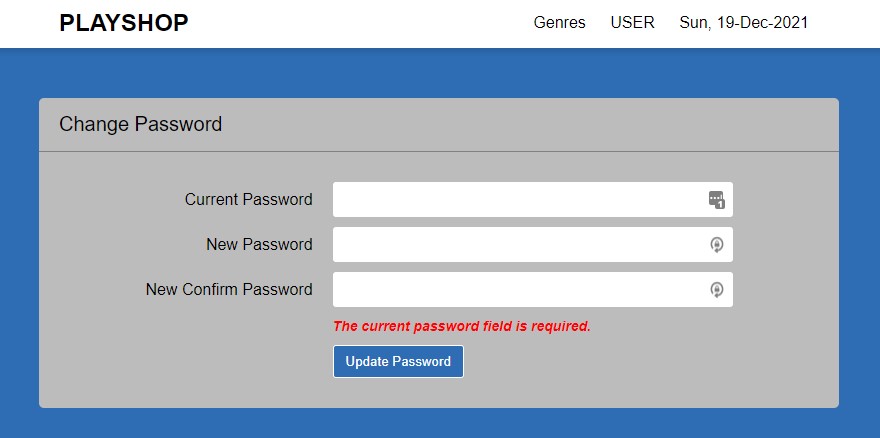 PLAYSHOP Genres USER Sun, 19-Dec-2021
Change Password
Current Password
1
New Password
New Confirm Password
The current password field is required.
Update Password